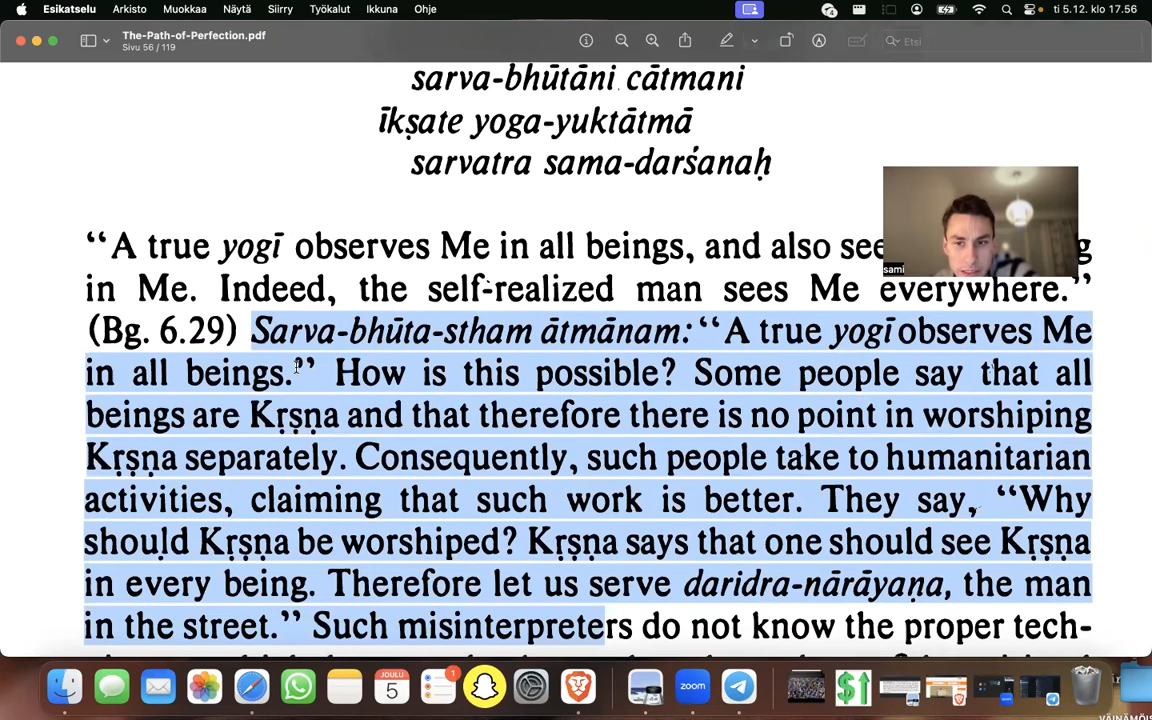 Esikatselu Arkisto Muokkaa Näytä Siirry Työkalut Ikkuna Ohje 4 ti 5.12. klo 17.56
The-Path-of-Perfection.pdf
Sivu 56 / 119
Etsi
sarva-bhūtāni cātmani
īkṣate yoga-yuktātmā
sarvatra sama-darśanaḥ
sami
“A true yogī observes Me in all beings, and also see
in Me. Indeed, the self-realized man sees Me everywhere.”
(Bg. 6.29) Sarva-bhūta-stham ātmānam: “A true yogī observes Me
in all beings.” How is this possible? Some people say that all
beings are Kṛṣṇa and that therefore there is no point in worshiping
Kṛṣṇa separately. Consequently, such people take to humanitarian
activities, claiming that such work is better. They say, “Why
should Kṛṣṇa be worshiped? Kṛṣṇa says that one should see Kṛṣṇa
in every being. Therefore let us serve daridra-nārāyaṇa, the man
in the street.” Such misinterpreters do not know the proper tech-
JOULU
5
1
zoom